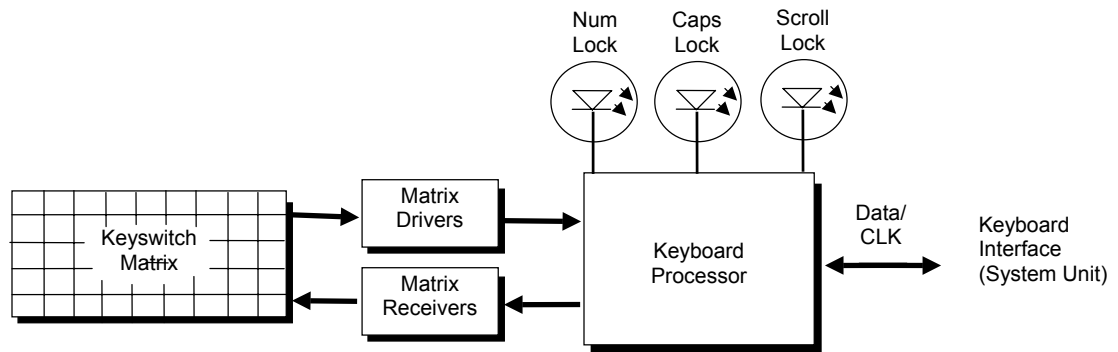 Num
Lock
Caps
Lock
Scroll
Lock
Keyswitch
Matrix
Matrix
Drivers
Matrix
Receivers
Keyboard
Processor
Data/
CLK
Keyboard
Interface
(System Unit)